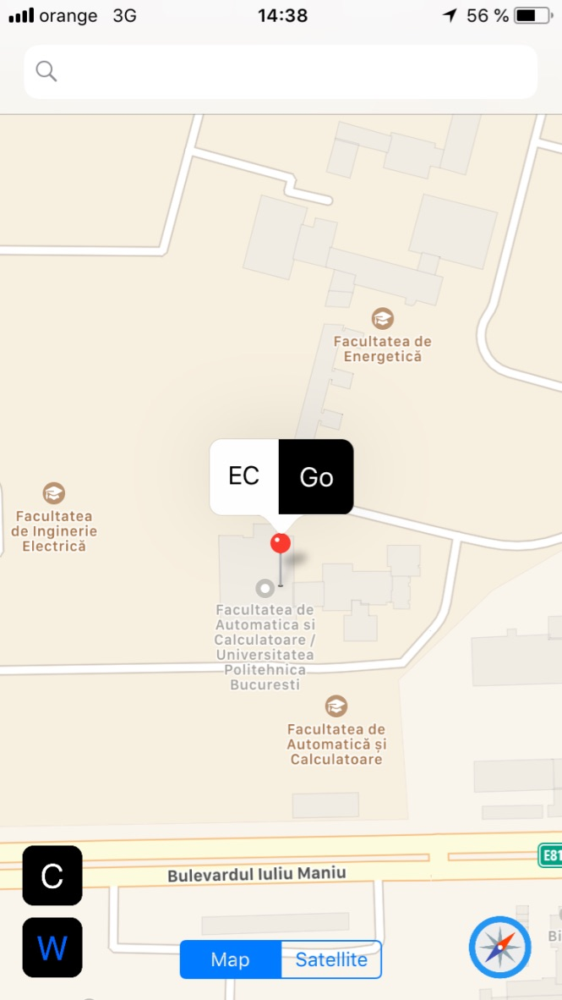 orange 3G 14:38 56 %
Facultatea de
Energetică
EC Go
Facultatea
de Inginerie
Electrică
Facultatea de
Automatica si
Calculatoare /
Universitatea
Politehnica
Bucuresti
Facultatea de
Automatică și
Calculatoare
E81
C
Bulevardul Iuliu Maniu
W
Map Satellite
Bi